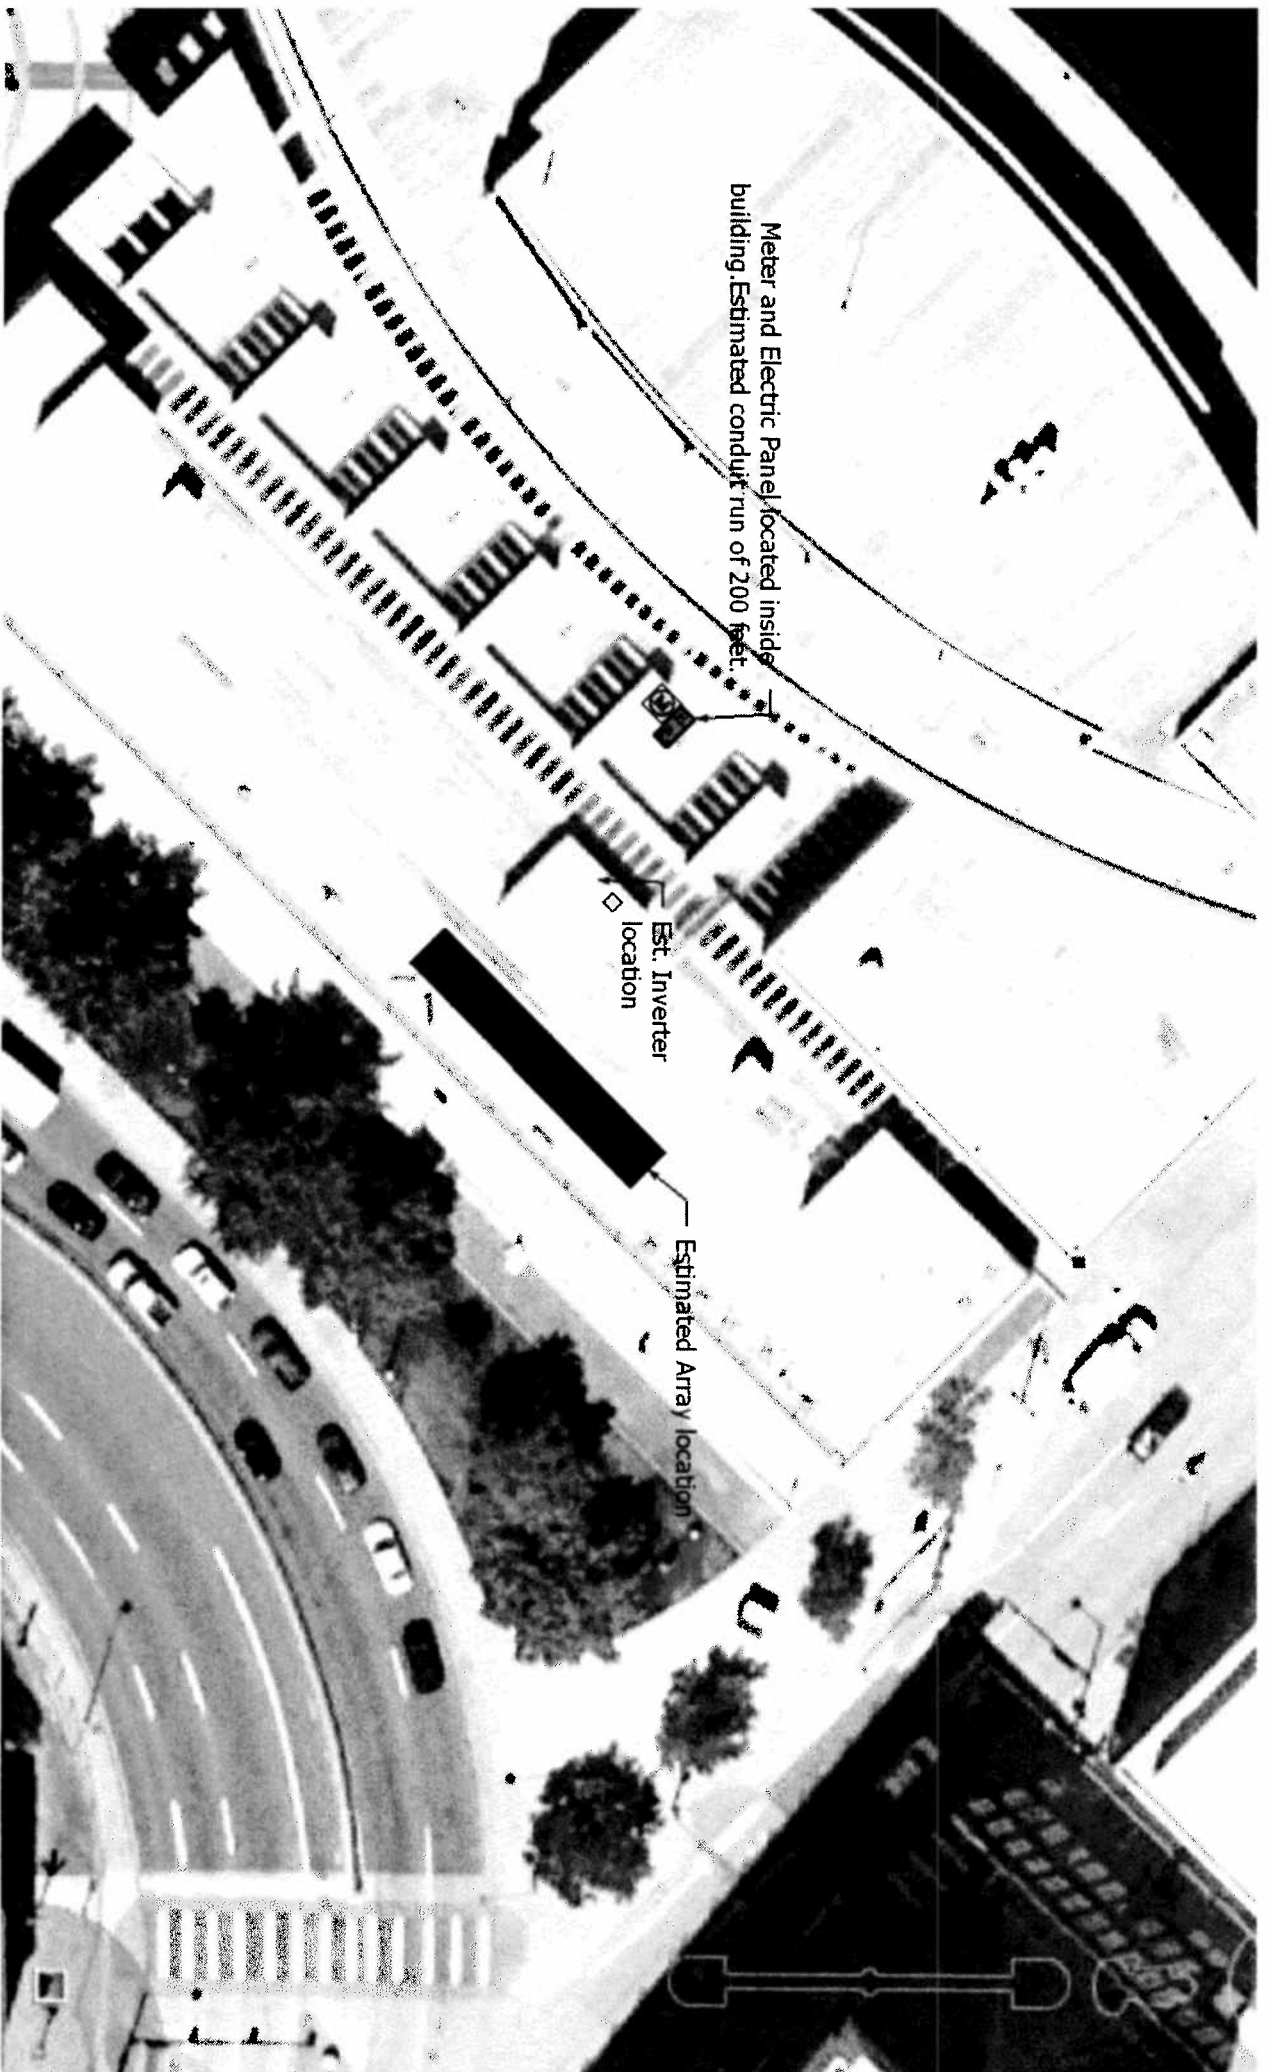 Meter and Electric Panel located inside
building.Estimated conduit run of 200 feet.
Est. Inverter
location
Estimated Array location